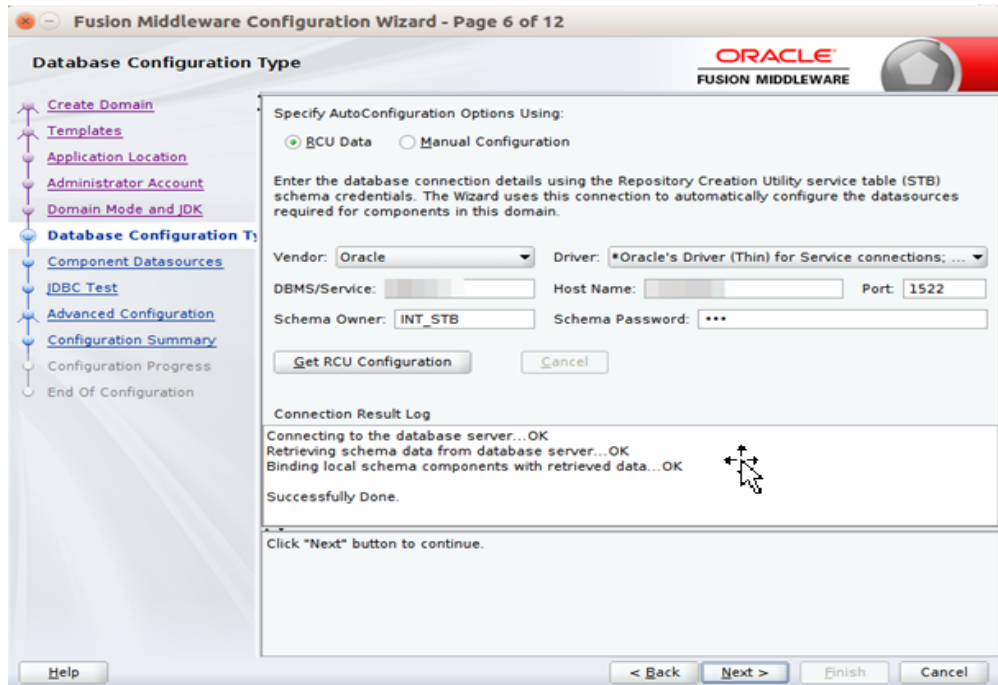 Fusion Middleware Configuration Wizard - Page 6 of 12
Database Configuration Type
ORACLE
FUSION MIDDLEWARE
Create Domain
Templates
Application Location
Administrator Account
Domain Mode and JDK
Database Configuration Ty
Component Datasources
JDBC Test
Advanced Configuration
Configuration Summary
Configuration Progress
End Of Configuration
Specify AutoConfiguration Options Using:
RCU Data Manual Configuration
Enter the database connection details using the Repository Creation Utility service table (STB)
schema credentials. The Wizard uses this connection to automatically configure the datasources
required for components in this domain.
Vendor: Oracle Driver: *Oracle's Driver (Thin) for Service connections; ...
DBMS/Service: Host Name: Port: 1522
Schema Owner: INT_STB Schema Password: •••
Get RCU Configuration Cancel
Connection Result Log
Connecting to the database server...OK
Retrieving schema data from database server...OK
Binding local schema components with retrieved data...OK
Successfully Done.
Click "Next" button to continue.
Help < Back Next > Finish Cancel